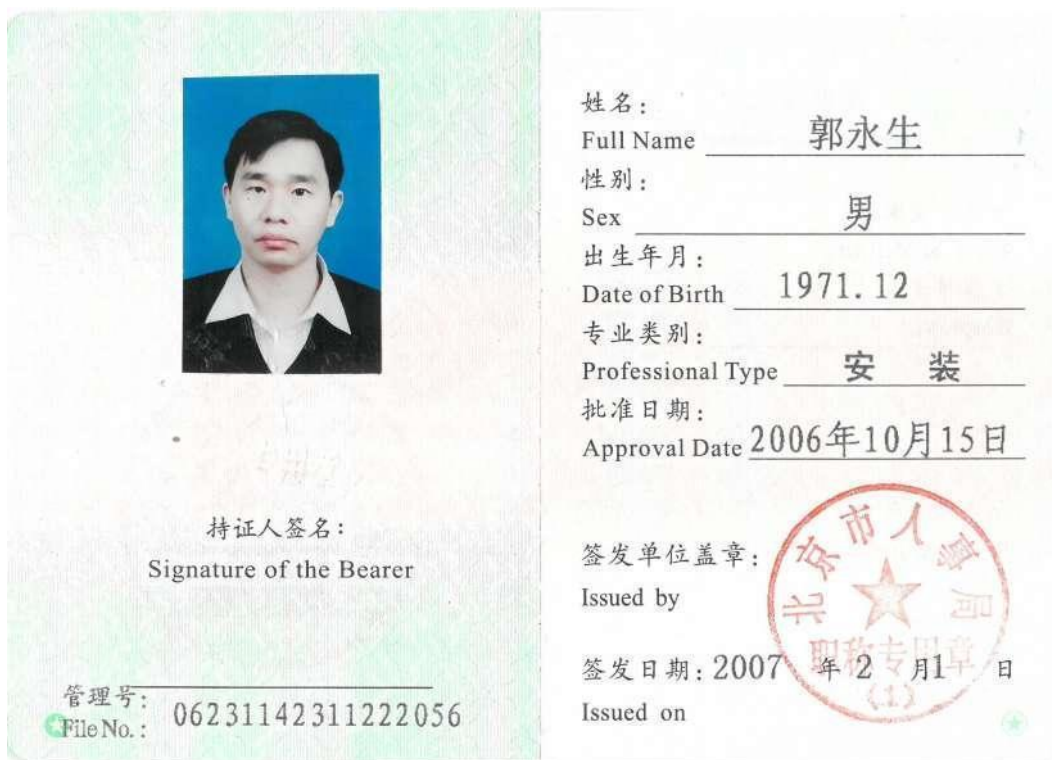 持证人签名：
Signature of the Bearer
管理号：
File No. : 06231142311222056
姓名：
Full Name 郭永生
性别：
Sex 男
出生年月：
Date of Birth 1971.12
专业类别：
Professional Type 安 装
批准日期：
Approval Date 2006年10月15日
签发单位盖章：
Issued by
北京市人事局
职称专用章
(1)
签发日期：2007 年 2 月1 日
Issued on